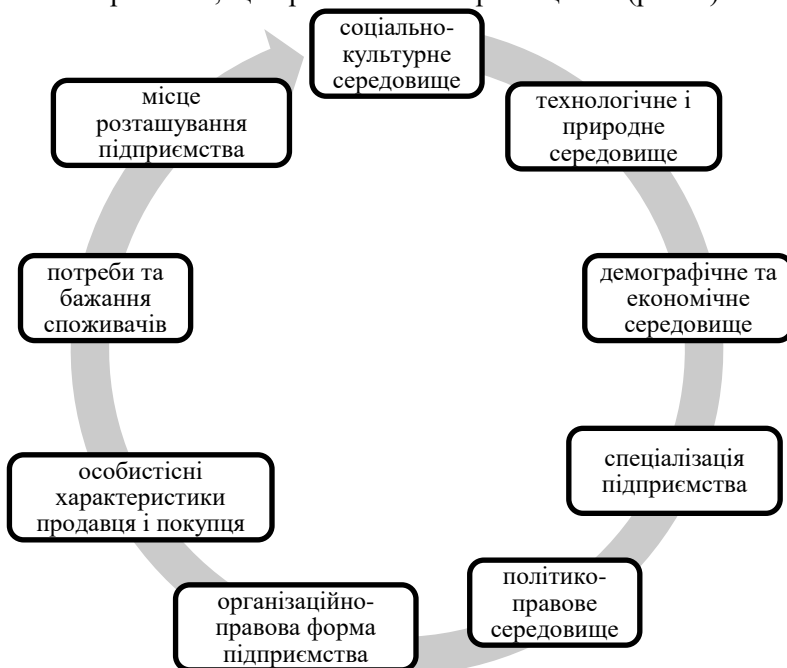 соціально-
культурне
середовище
технологічне і
природне
середовище
демографічне та
економічне
середовище
спеціалізація
підприємства
політико-
правове
середовище
організаційно-
правова форма
підприємства
особистісні
характеристики
продавця і покупця
потреби та
бажання
споживачів
місце
розташування
підприємства